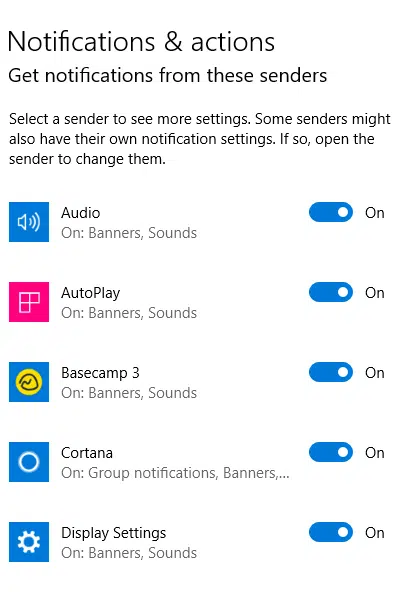 Notifications & actions
Get notifications from these senders
Select a sender to see more settings. Some senders might
also have their own notification settings. If so, open the
sender to change them.
Audio
On: Banners, Sounds
On
AutoPlay
On: Banners, Sounds
On
Basecamp 3
On: Banners, Sounds
On
Cortana
On: Group notifications, Banners,...
On
Display Settings
On: Banners, Sounds
On